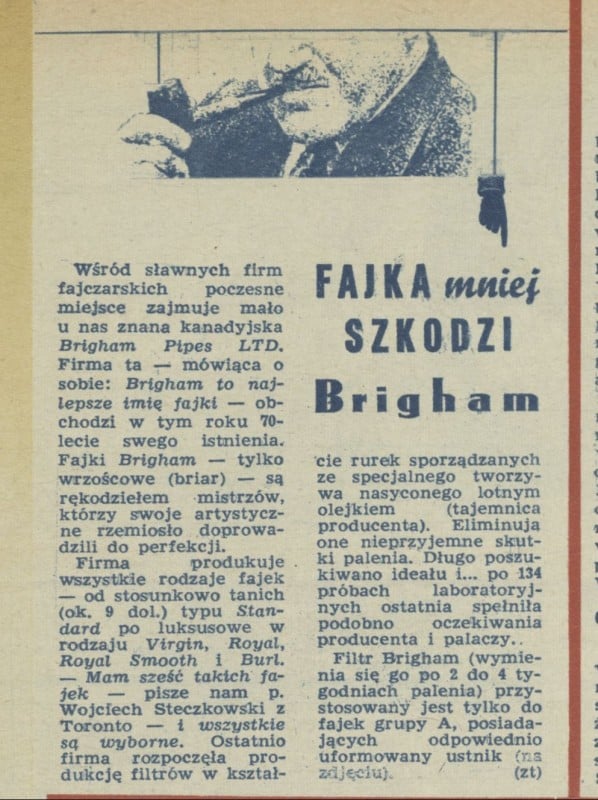 Wśród sławnych firm
fajczarskich poczesne
miejsce zajmuje mało
u nas znana kanadyjska
Brigham Pipes LTD.
Firma ta — mówiąca o
sobie: Brigham to naj-
lepsze imię fajki — ob-
chodzi w tym roku 70-
lecie swego istnienia.
Fajki Brigham — tylko
wrzoścowe (briar) — są
rękodziełem mistrzów,
którzy swoje artystycz-
ne rzemiosło doprowa-
dzili do perfekcji.
Firma produkuje
wszystkie rodzaje fajek
— od stosunkowo tanich
(ok. 9 dol.) typu Stan-
dard po luksusowe w
rodzaju Virgin, Royal,
Royal Smooth i Burl.
— Mam sześć takich fa-
jek — pisze nam p.
Wojciech Steczkowski z
Toronto — i wszystkie
są wyborne. Ostatnio
firma rozpoczęła pro-
dukcję filtrów w kształ-
FAJKA mniej
SZKODZI
Brigham
cie rurek sporządzanych
ze specjalnego tworzy-
wa nasyconego lotnym
olejkiem (tajemnica
producenta). Eliminują
one nieprzyjemne skut-
ki palenia. Długo poszu-
kiwano ideału i... po 134
próbach laboratoryj-
nych ostatnia spełniła
podobno oczekiwania
producenta i palaczy..
Filtr Brigham (wymie-
nia się go po 2 do 4 ty-
godniach palenia) przy-
stosowany jest tylko do
fajek grupy A, posiada-
jących odpowiednio
uformowany ustnik (na
zdjęciu). (zt)